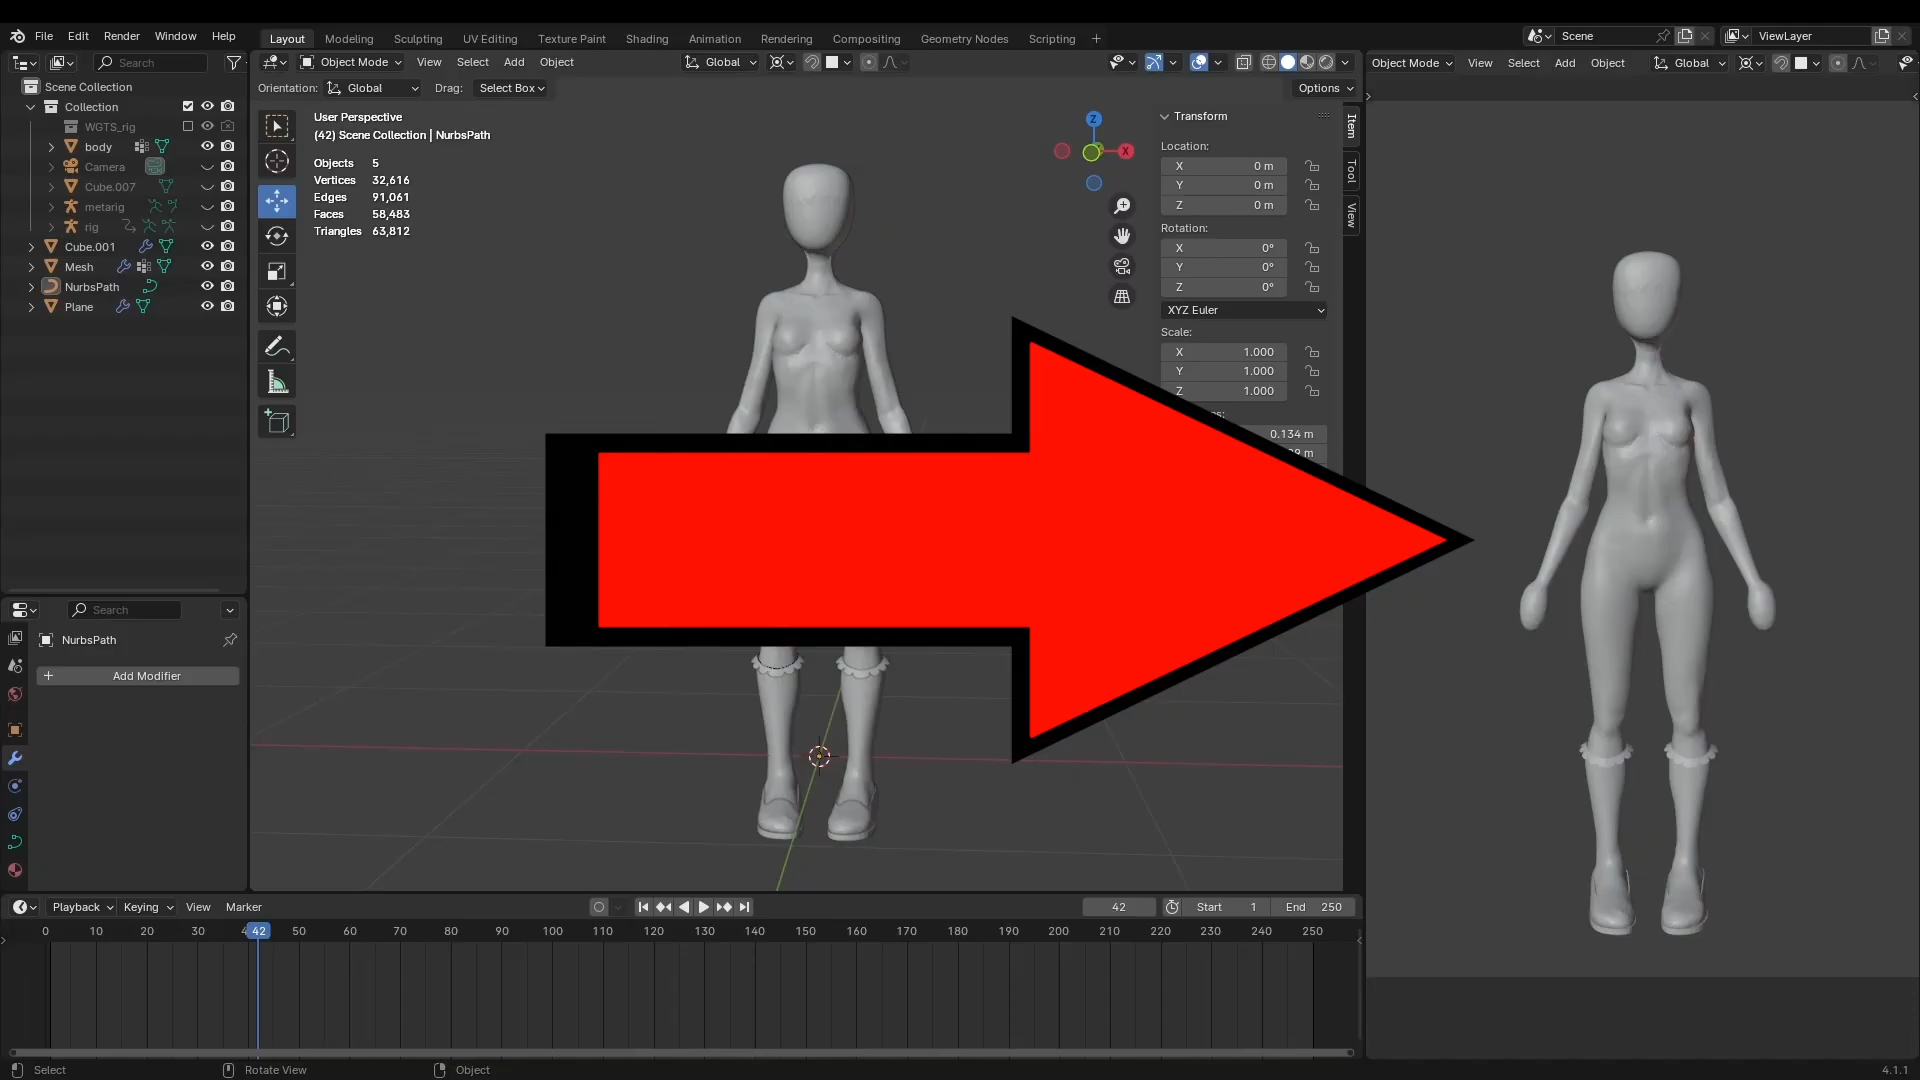 File Edit Render Window Help
Layout Modeling Sculpting UV Editing Texture Paint Shading Animation Rendering Compositing Geometry Nodes Scripting +
Scene
ViewLayer
Search
Object Mode View Select Add Object
Global
Object Mode View Select Add Object
Global
Orientation: Global Drag: Select Box
Options
Scene Collection
Collection
WGTS_rig
body
Camera
Cube.007
metarig
rig
Cube.001
Mesh
NurbsPath
Plane
User Perspective
(42) Scene Collection | NurbsPath
Objects 5
Vertices 32,616
Edges 91,061
Faces 58,483
Triangles 63,812
Z
X
Transform
Location:
X 0 m
Y 0 m
Z 0 m
Rotation:
X 0°
Y 0°
Z 0°
XYZ Euler
Scale:
X 1.000
Y 1.000
Z 1.000
0.134 m
Item
Tool
View
Search
NurbsPath
+ Add Modifier
Playback Keying View Marker
42
Start 1
End 250
0 10 20 30 42 50 60 70 80 90 100 110 120 130 140 150 160 170 180 190 200 210 220 230 240 250
Select
Rotate View
Object
4.1.1